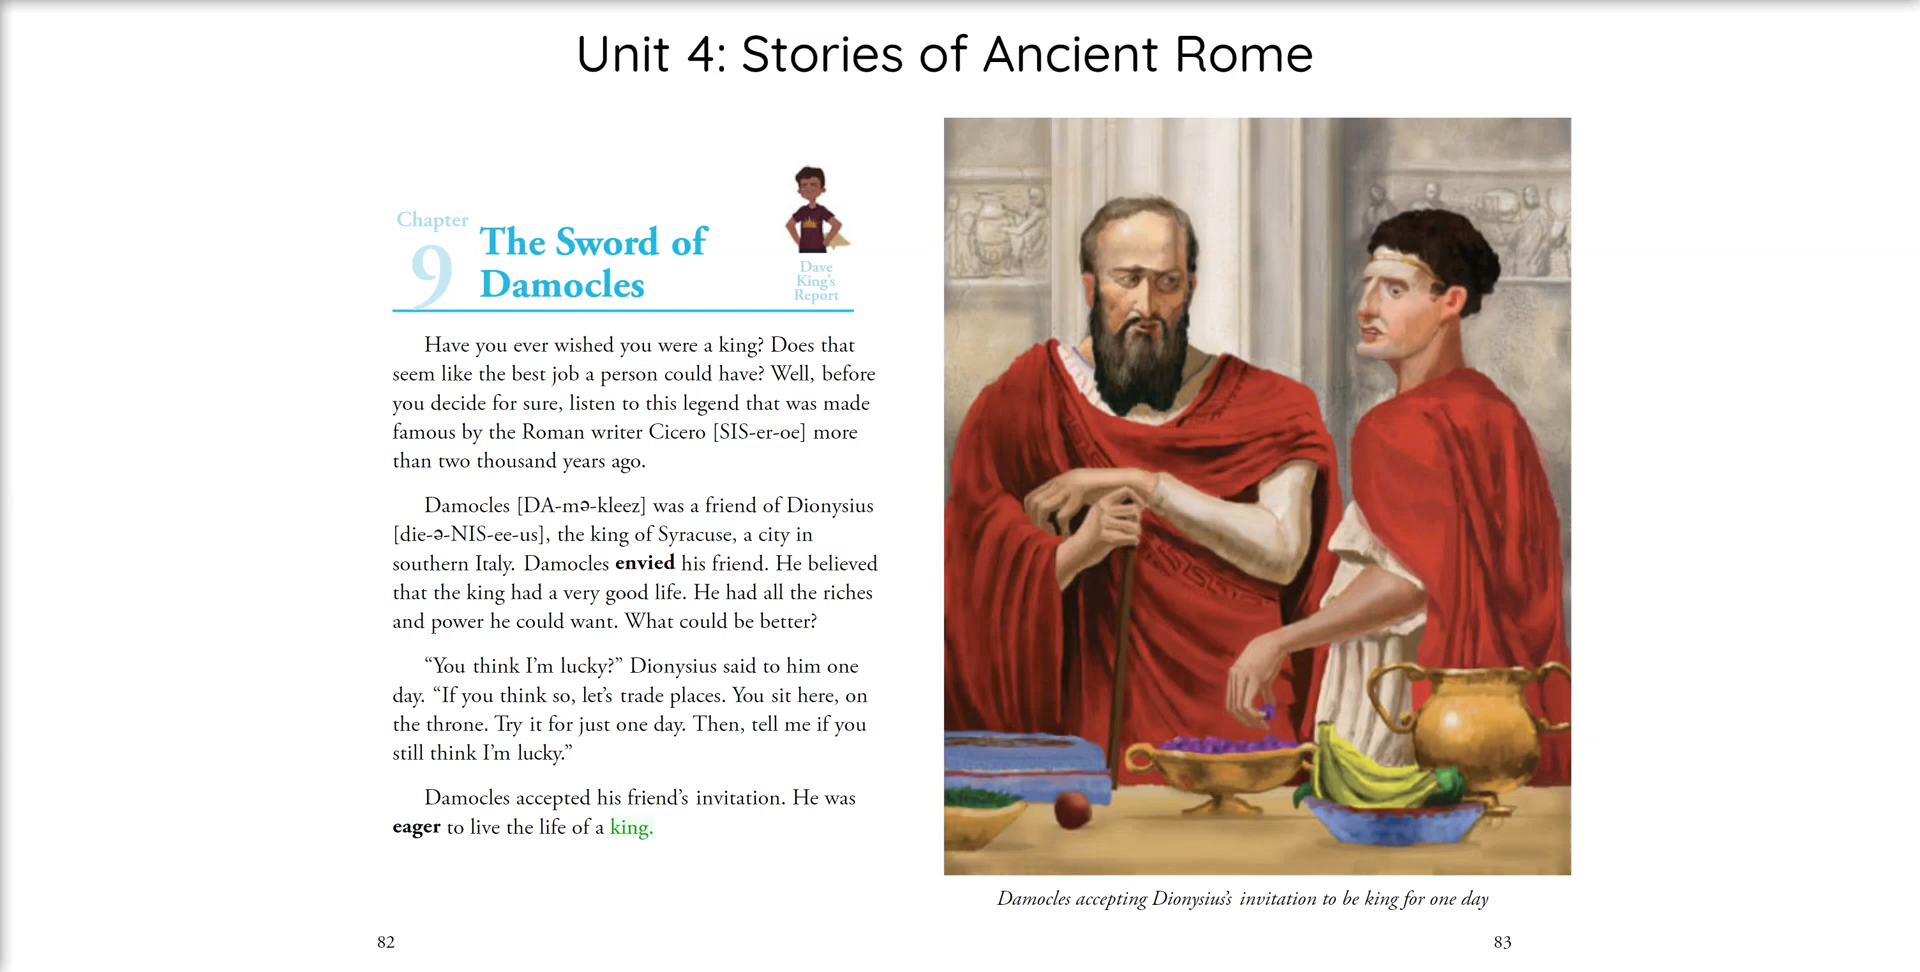 Unit 4: Stories of Ancient Rome
Chapter
9
The Sword of
Damocles
Dave
King's
Report
Have you ever wished you were a king? Does that
seem like the best job a person could have? Well, before
you decide for sure, listen to this legend that was made
famous by the Roman writer Cicero [SIS-er-oe] more
than two thousand years ago.
Damocles [DA-mə-kleez] was a friend of Dionysius
[die-ə-NIS-ee-us], the king of Syracuse, a city in
southern Italy. Damocles envied his friend. He believed
that the king had a very good life. He had all the riches
and power he could want. What could be better?
“You think I’m lucky?” Dionysius said to him one
day. “If you think so, let’s trade places. You sit here, on
the throne. Try it for just one day. Then, tell me if you
still think I’m lucky.”
Damocles accepted his friend’s invitation. He was
eager to live the life of a king.
82
Damocles accepting Dionysius’s invitation to be king for one day
83